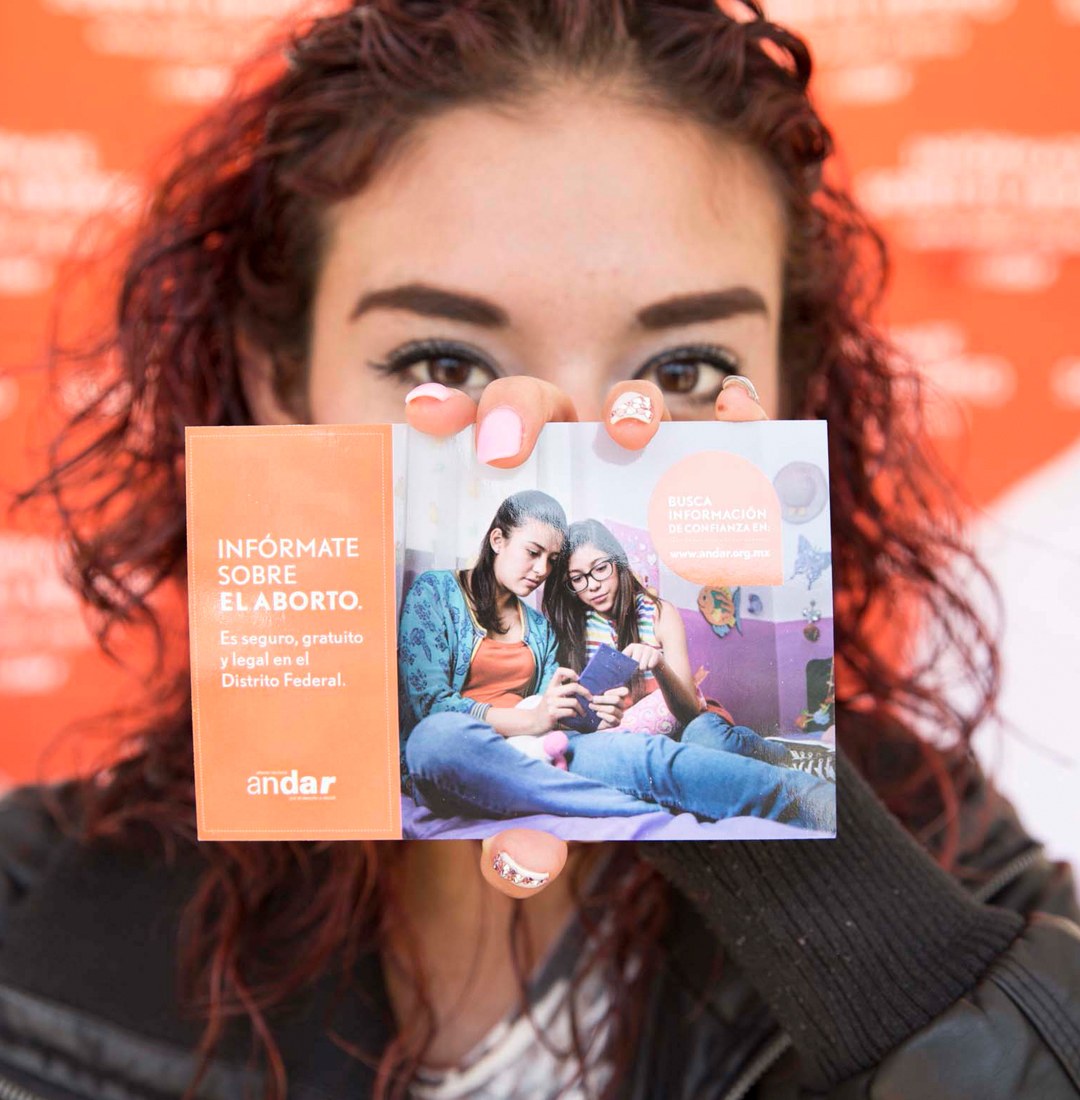 INFÓRMATE
SOBRE
EL ABORTO.
Es seguro, gratuito
y legal en el
Distrito Federal.
andar
BUSCA
INFORMACIÓN
DE CONFIANZA EN:
www.andar.org.mx